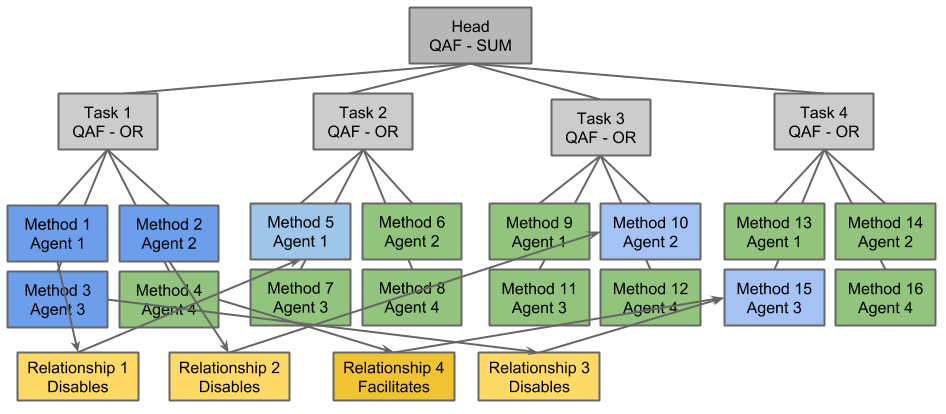 Head
QAF - SUM
Task 1
QAF - OR
Task 2
QAF - OR
Task 3
QAF - OR
Task 4
QAF - OR
Method 1
Agent 1
Method 2
Agent 2
Method 5
Agent 1
Method 6
Agent 2
Method 9
Agent 1
Method 10
Agent 2
Method 13
Agent 1
Method 14
Agent 2
Method 3
Agent 3
Method 4
Agent 4
Method 7
Agent 3
Method 8
Agent 4
Method 11
Agent 3
Method 12
Agent 4
Method 15
Agent 3
Method 16
Agent 4
Relationship 1
Disables
Relationship 2
Disables
Relationship 4
Facilitates
Relationship 3
Disables